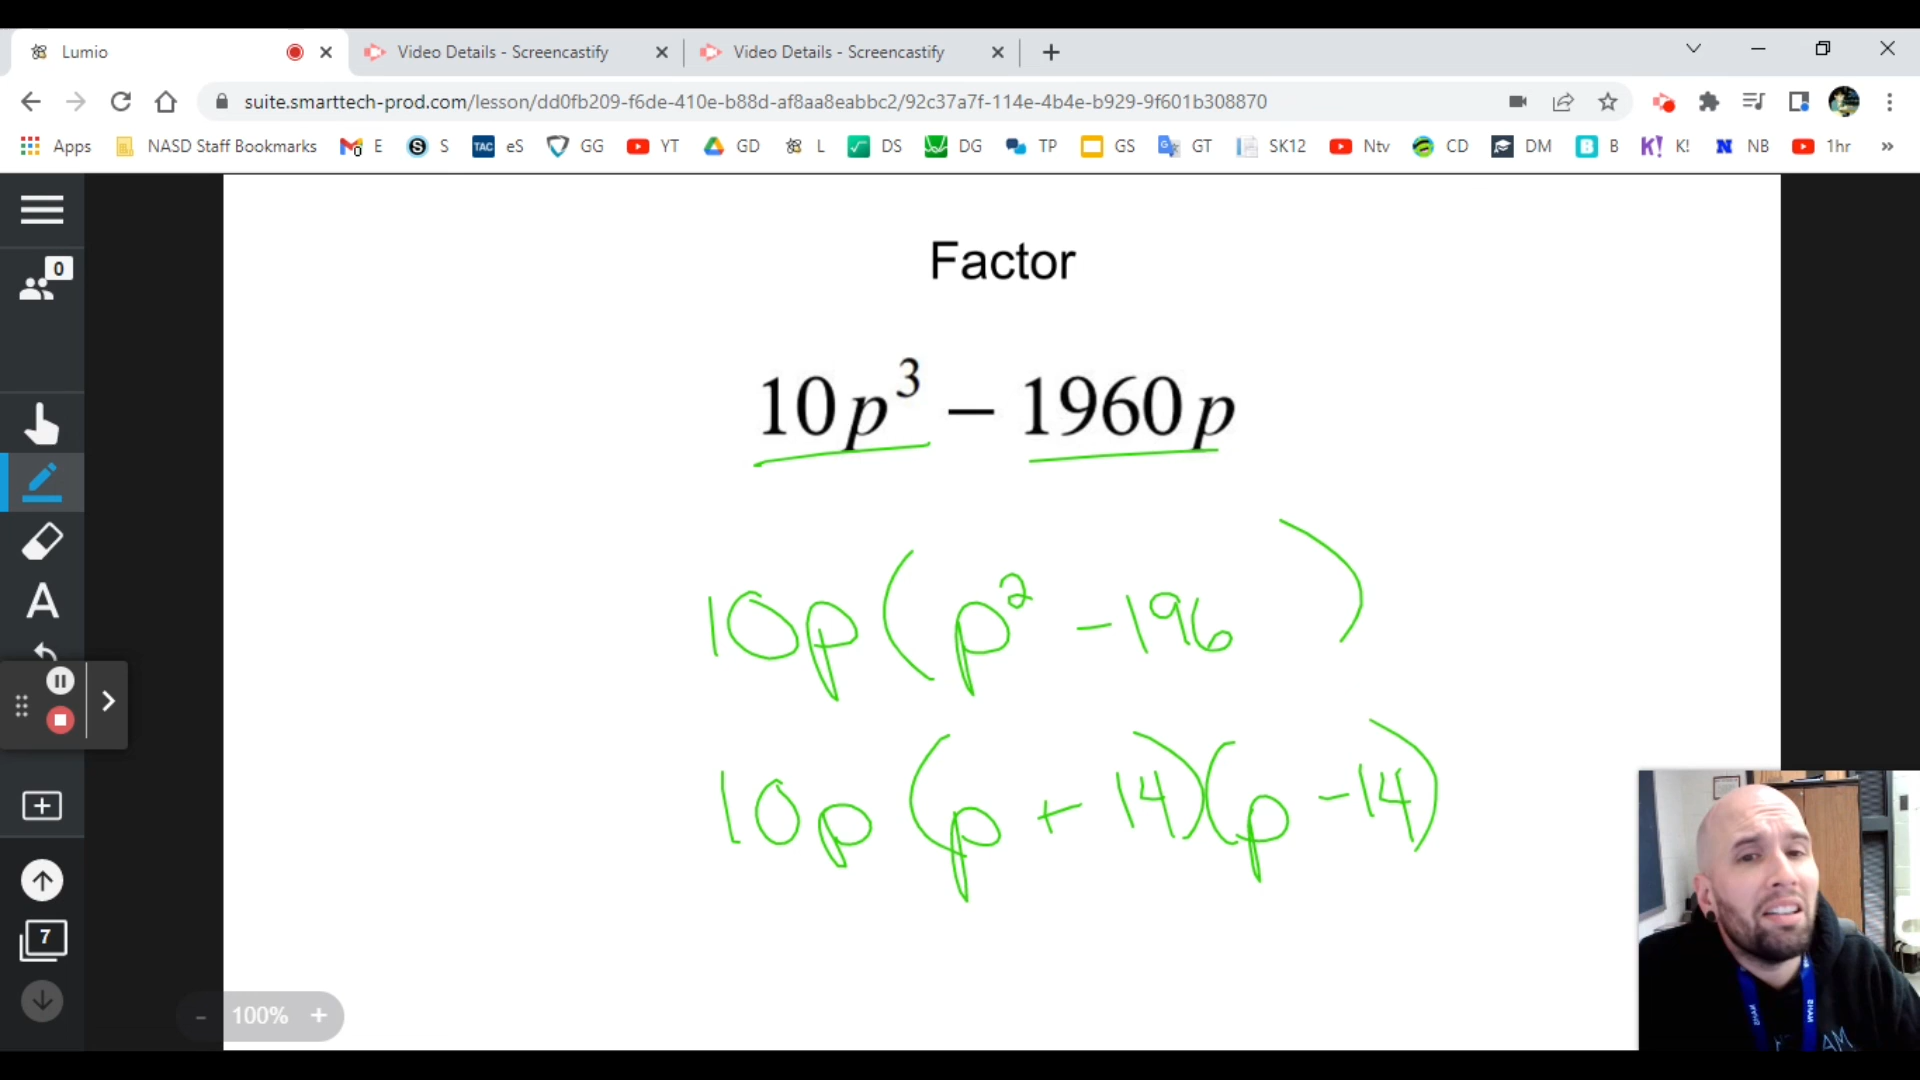 Lumio
Video Details - Screencastify
Video Details - Screencastify
suite.smarttech-prod.com/lesson/dd0fb209-f6de-410e-b88d-af8aa8eabbc2/92c37a7f-114e-4b4e-b929-9f601b308870
Apps NASD Staff Bookmarks E S S TAC eS GG YT GD L DS DG TP GS GT SK12 Ntv CD DM B B K! K! N NB 1hr »
0
Factor
10p³ – 1960p
10p(p² -196)
A
10p(p + 14)(p -14)
7
- 100% +